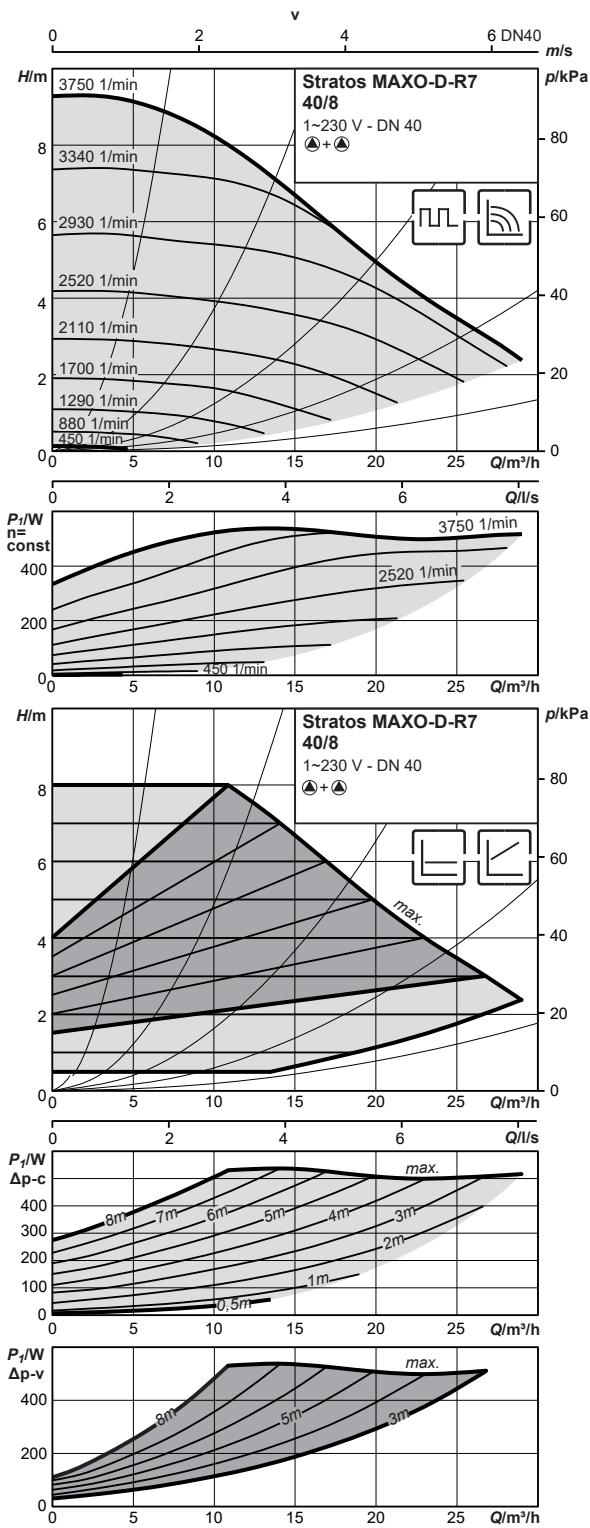 v
0 2 4 6 DN40
m/s
H/m p/kPa
3750 1/min
Stratos MAXO-D-R7
40/8
1~230 V - DN 40
+
8 80
3340 1/min
6 60
2930 1/min
2520 1/min
4 40
2110 1/min
1700 1/min
2 20
1290 1/min
880 1/min
450 1/min
0 0
0 5 10 15 20 25 Q/m³/h
0 2 4 6 Q/l/s
P₁/W
n=
const
3750 1/min
400
2520 1/min
200
450 1/min
0
0 5 10 15 20 25 Q/m³/h
H/m p/kPa
Stratos MAXO-D-R7
40/8
1~230 V - DN 40
+
8 80
6 60
max.
4 40
2 20
0 0
0 5 10 15 20 25 Q/m³/h
0 2 4 6 Q/l/s
P₁/W
Δp-c
max.
400
8m 7m 6m 5m 4m 3m
300
2m
200
1m
100
0,5m
0
0 5 10 15 20 25 Q/m³/h
P₁/W
Δp-v
max.
400
8m 5m 3m
200
0
0 5 10 15 20 25 Q/m³/h